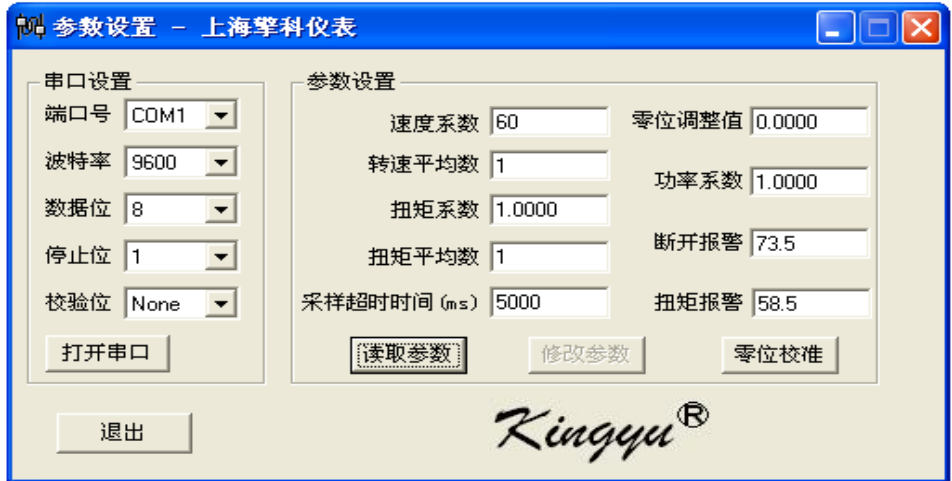 参数设置 - 上海擎科仪表
串口设置
端口号 COM1
波特率 9600
数据位 8
停止位 1
校验位 None
打开串口
退出
参数设置
速度系数 60 零位调整值 0.0000
转速平均数 1 功率系数 1.0000
扭矩系数 1.0000 断开报警 73.5
扭矩平均数 1 扭矩报警 58.5
采样超时时间(ms) 5000
读取参数 修改参数 零位校准
Kingyu®